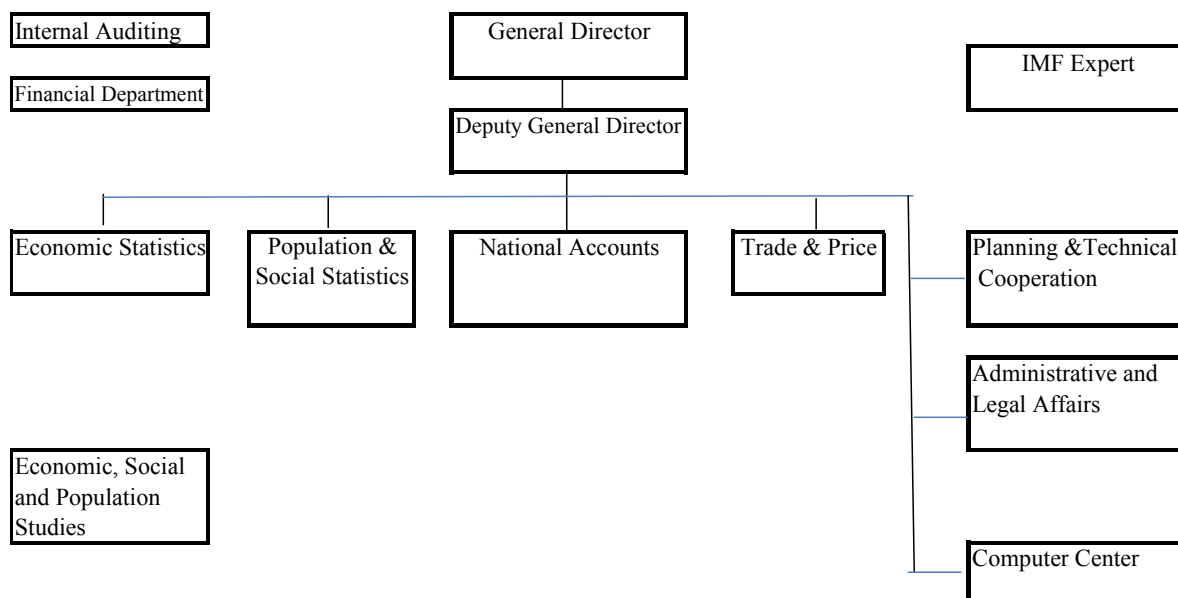 Internal Auditing
General Director
IMF Expert
Financial Department
Deputy General Director
Economic Statistics
Population &
Social Statistics
National Accounts
Trade & Price
Planning &Technical
Cooperation
Administrative and
Legal Affairs
Economic, Social
and Population
Studies
Computer Center